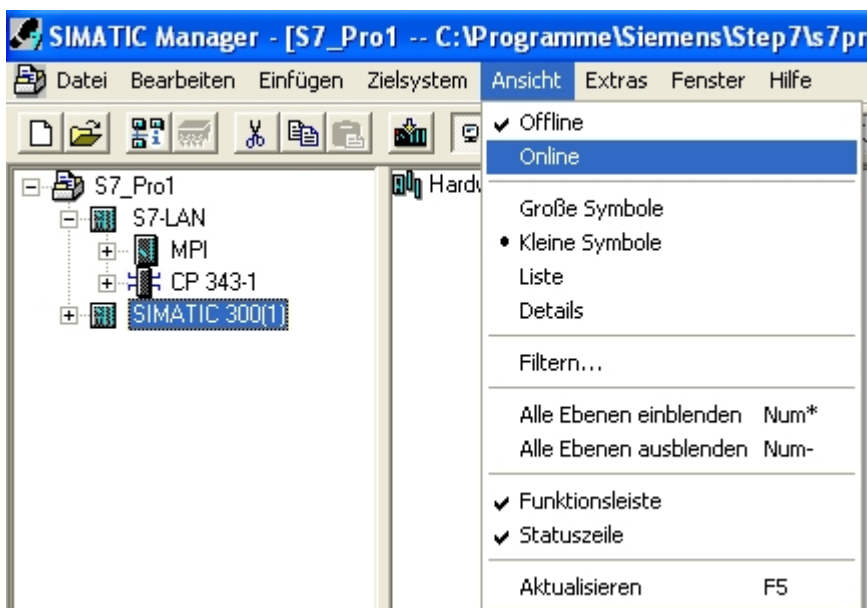 SIMATIC Manager - [S7_Pro1 -- C:\Programme\Siemens\Step7\s7pr
Datei Bearbeiten Einfügen Zielsystem Ansicht Extras Fenster Hilfe
S7_Pro1
S7-LAN
MPI
CP 343-1
SIMATIC 300(1)
Hardw
Offline
Online
Große Symbole
Kleine Symbole
Liste
Details
Filtern...
Alle Ebenen einblenden Num*
Alle Ebenen ausblenden Num-
Funktionsleiste
Statuszeile
Aktualisieren F5